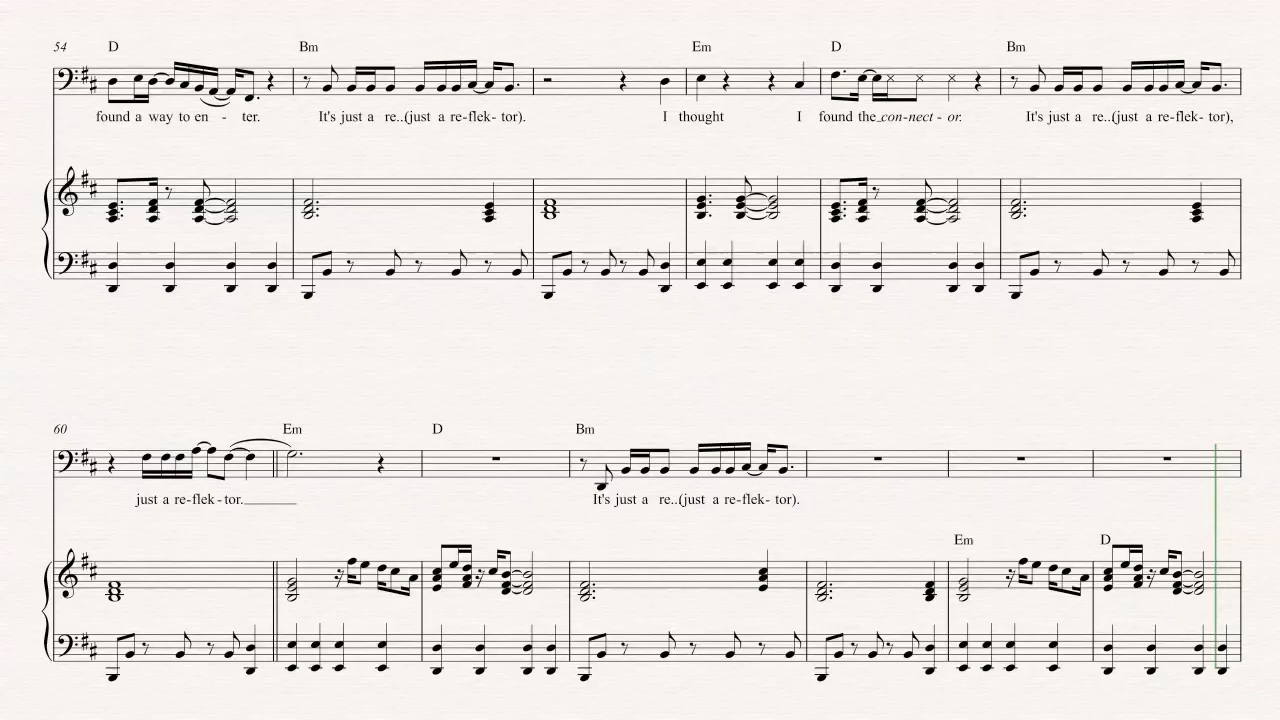 54 D Bm Em D Bm
found a way to en - ter. It's just a re..(just a re-flek- tor). I thought I found the con-nect - or. It's just a re..(just a re-flek- tor),
60 Em D Bm
just a re-flek-tor. It's just a re..(just a re-flek- tor).
Em D